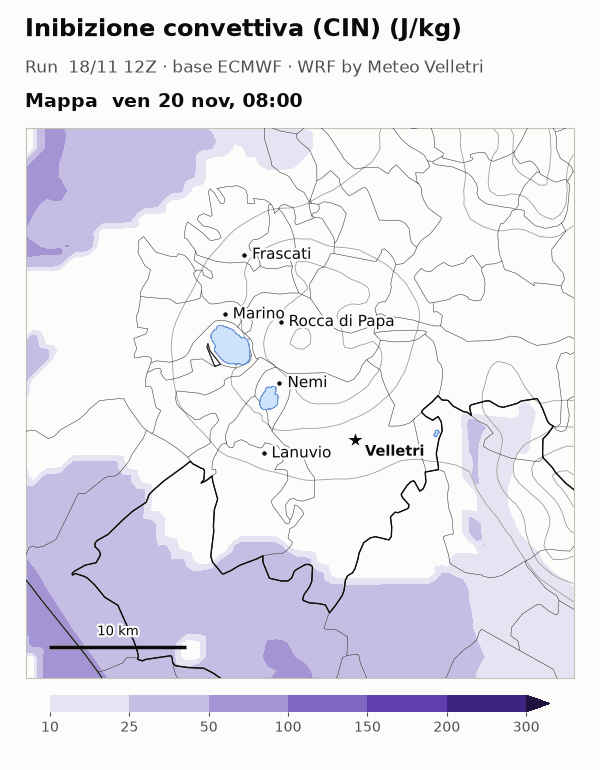 Inibizione convettiva (CIN) (J/kg)
Run  18/11 12Z · base ECMWF · WRF by Meteo Velletri
Mappa  ven 20 nov, 08:00
Frascati
Marino
Rocca di Papa
Nemi
Lanuvio
Velletri
10 km
10 25 50 100 150 200 300